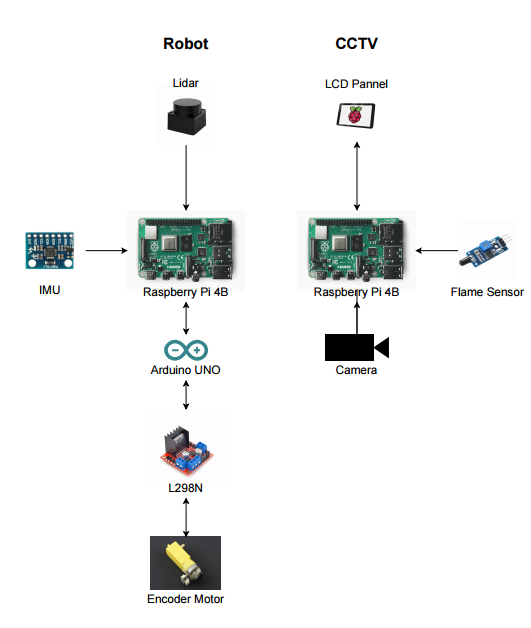 Robot
CCTV
Lidar
LCD Pannel
IMU
Raspberry Pi 4B
Raspberry Pi 4B
Flame Sensor
Arduino UNO
Camera
L298N
Encoder Motor